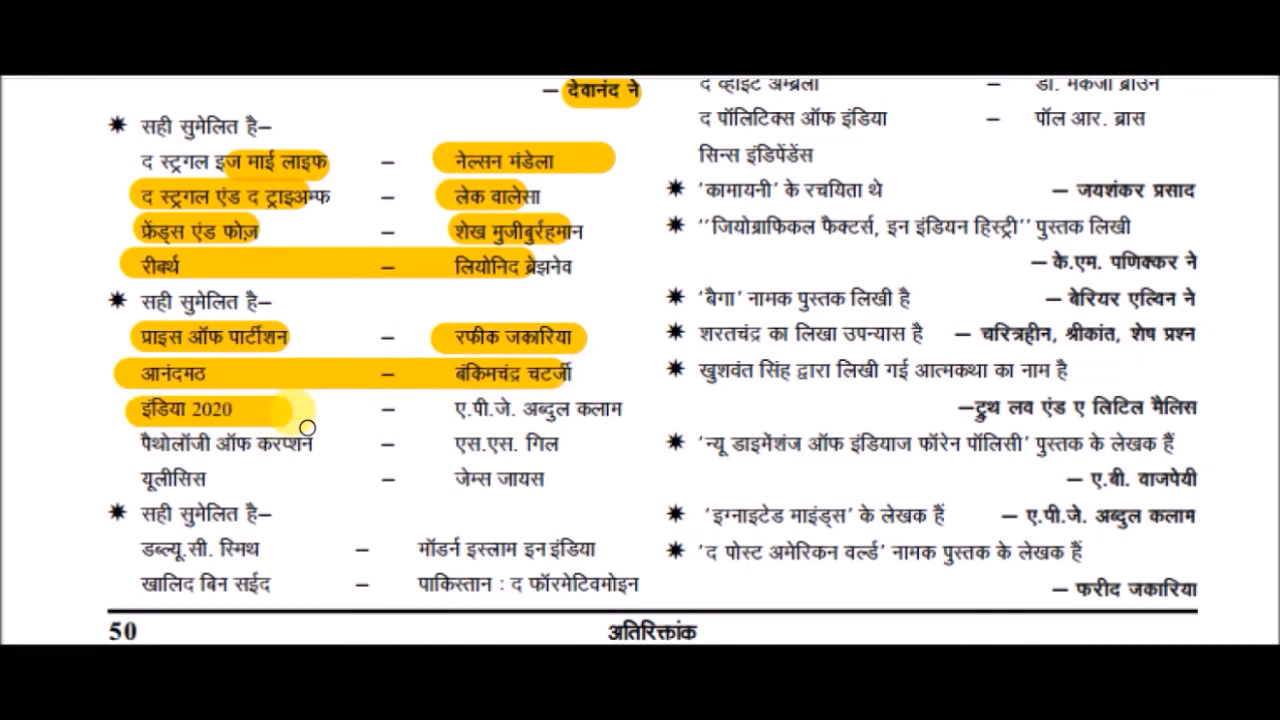 — देवानंद ने
✷ सही सुमेलित है–
द स्ट्रगल इज माई लाइफ – नेल्सन मंडेला
द स्ट्रगल एंड द ट्राइअम्फ – लेक वालेसा
फ्रेंड्स एंड फोज़ – शेख मुजीबुर्रहमान
रीबर्थ – लियोनिद ब्रेझनेव
✷ सही सुमेलित है–
प्राइस ऑफ पार्टीशन – रफीक जकारिया
आनंदमठ – बंकिमचंद्र चटर्जी
इंडिया 2020 – ए.पी.जे. अब्दुल कलाम
पैथोलॉजी ऑफ करप्शन – एस.एस. गिल
यूलीसिस – जेम्स जायस
✷ सही सुमेलित है–
डब्ल्यू.सी. स्मिथ – मॉडर्न इस्लाम इन इंडिया
खालिद बिन सईद – पाकिस्तान : द फॉरमेटिवमोइन
द व्हाइट अम्ब्रेला – डॉ. मैकजी ब्राउन
द पॉलिटिक्स ऑफ इंडिया – पॉल आर. ब्रास
सिन्स इंडिपेंडेंस
✷ 'कामायनी' के रचयिता थे — जयशंकर प्रसाद
✷ ''जियोग्राफिकल फैक्टर्स, इन इंडियन हिस्ट्री'' पुस्तक लिखी
— के.एम. पणिक्कर ने
✷ 'बैगा' नामक पुस्तक लिखी है — बेरियर एल्विन ने
✷ शरतचंद्र का लिखा उपन्यास है — चरित्रहीन, श्रीकांत, शेष प्रश्न
✷ खुशवंत सिंह द्वारा लिखी गई आत्मकथा का नाम है
—ट्रुथ लव एंड ए लिटिल मैलिस
✷ 'न्यू डाइमेंशंज ऑफ इंडियाज फॉरेन पॉलिसी' पुस्तक के लेखक हैं
— ए.बी. वाजपेयी
✷ 'इग्नाइटेड माइंड्स' के लेखक हैं — ए.पी.जे. अब्दुल कलाम
✷ 'द पोस्ट अमेरिकन वर्ल्ड' नामक पुस्तक के लेखक हैं
— फरीद जकारिया
50 अतिरिक्तांक